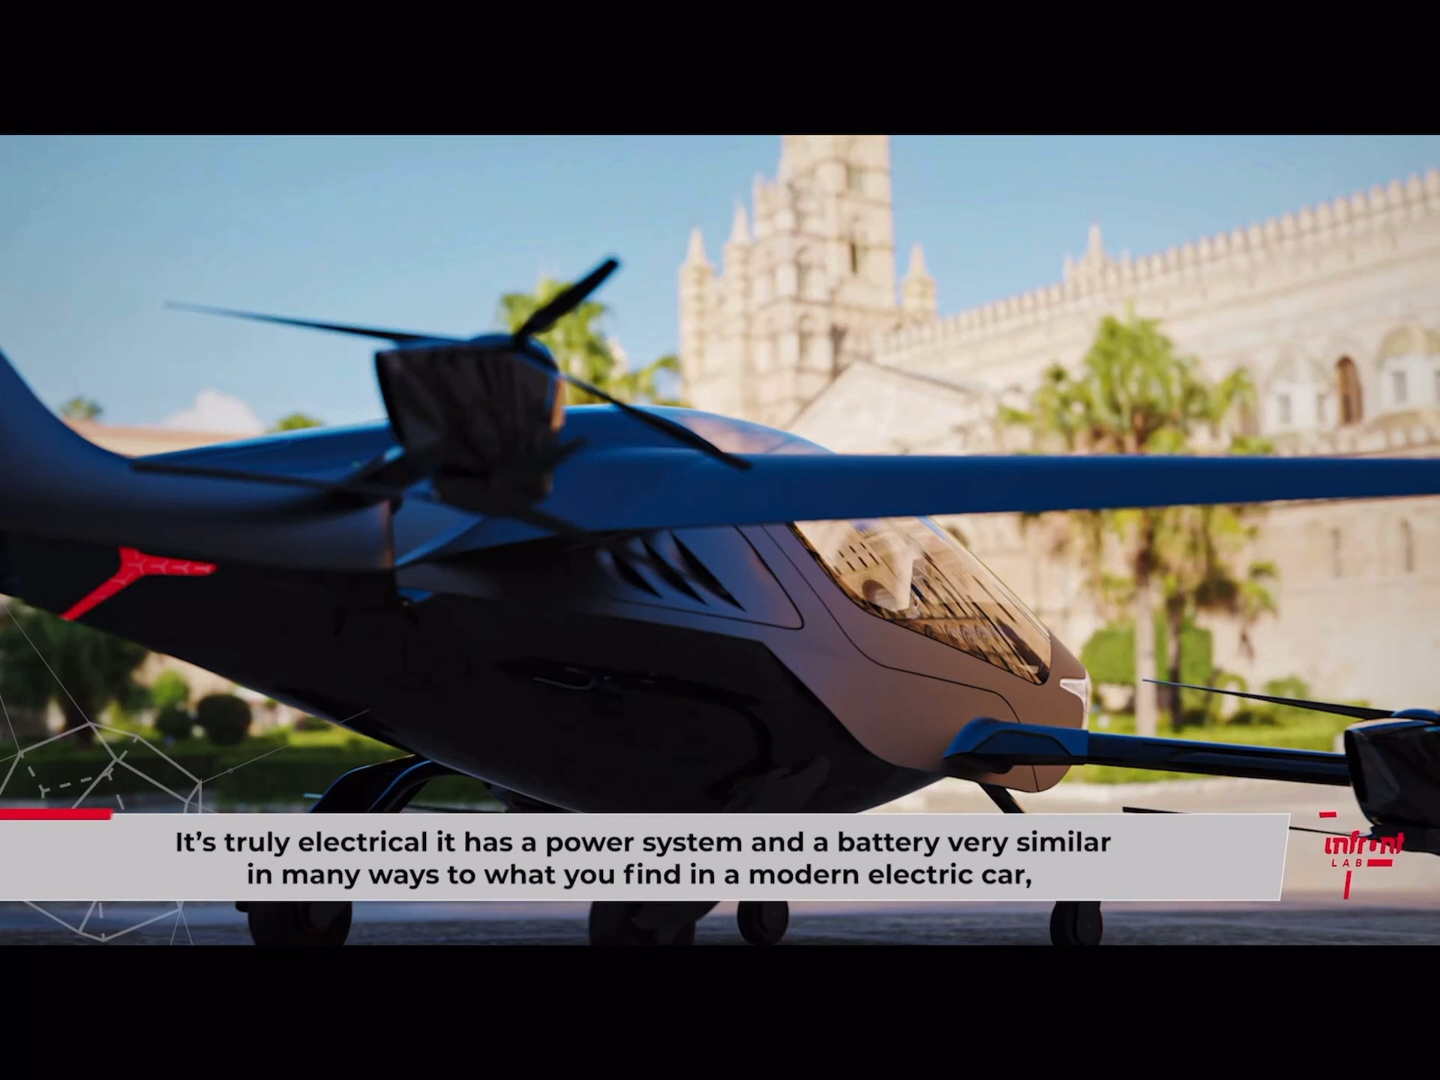 It’s truly electrical it has a power system and a battery very similar
in many ways to what you find in a modern electric car,
infront
LAB